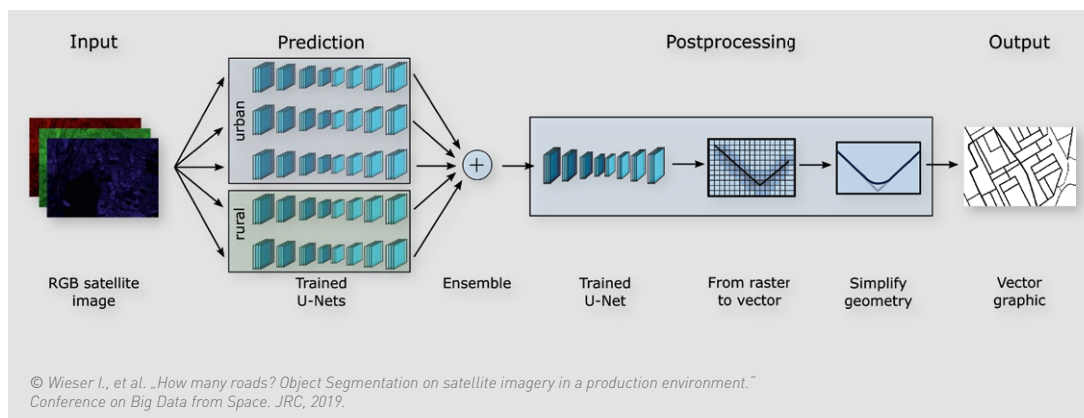 Input
Prediction
Postprocessing
Output
urban
rural
+
RGB satellite
image
Trained
U-Nets
Ensemble
Trained
U-Net
From raster
to vector
Simplify
geometry
Vector
graphic
© Wieser I., et al. „How many roads? Object Segmentation on satellite imagery in a production environment.“
Conference on Big Data from Space. JRC, 2019.